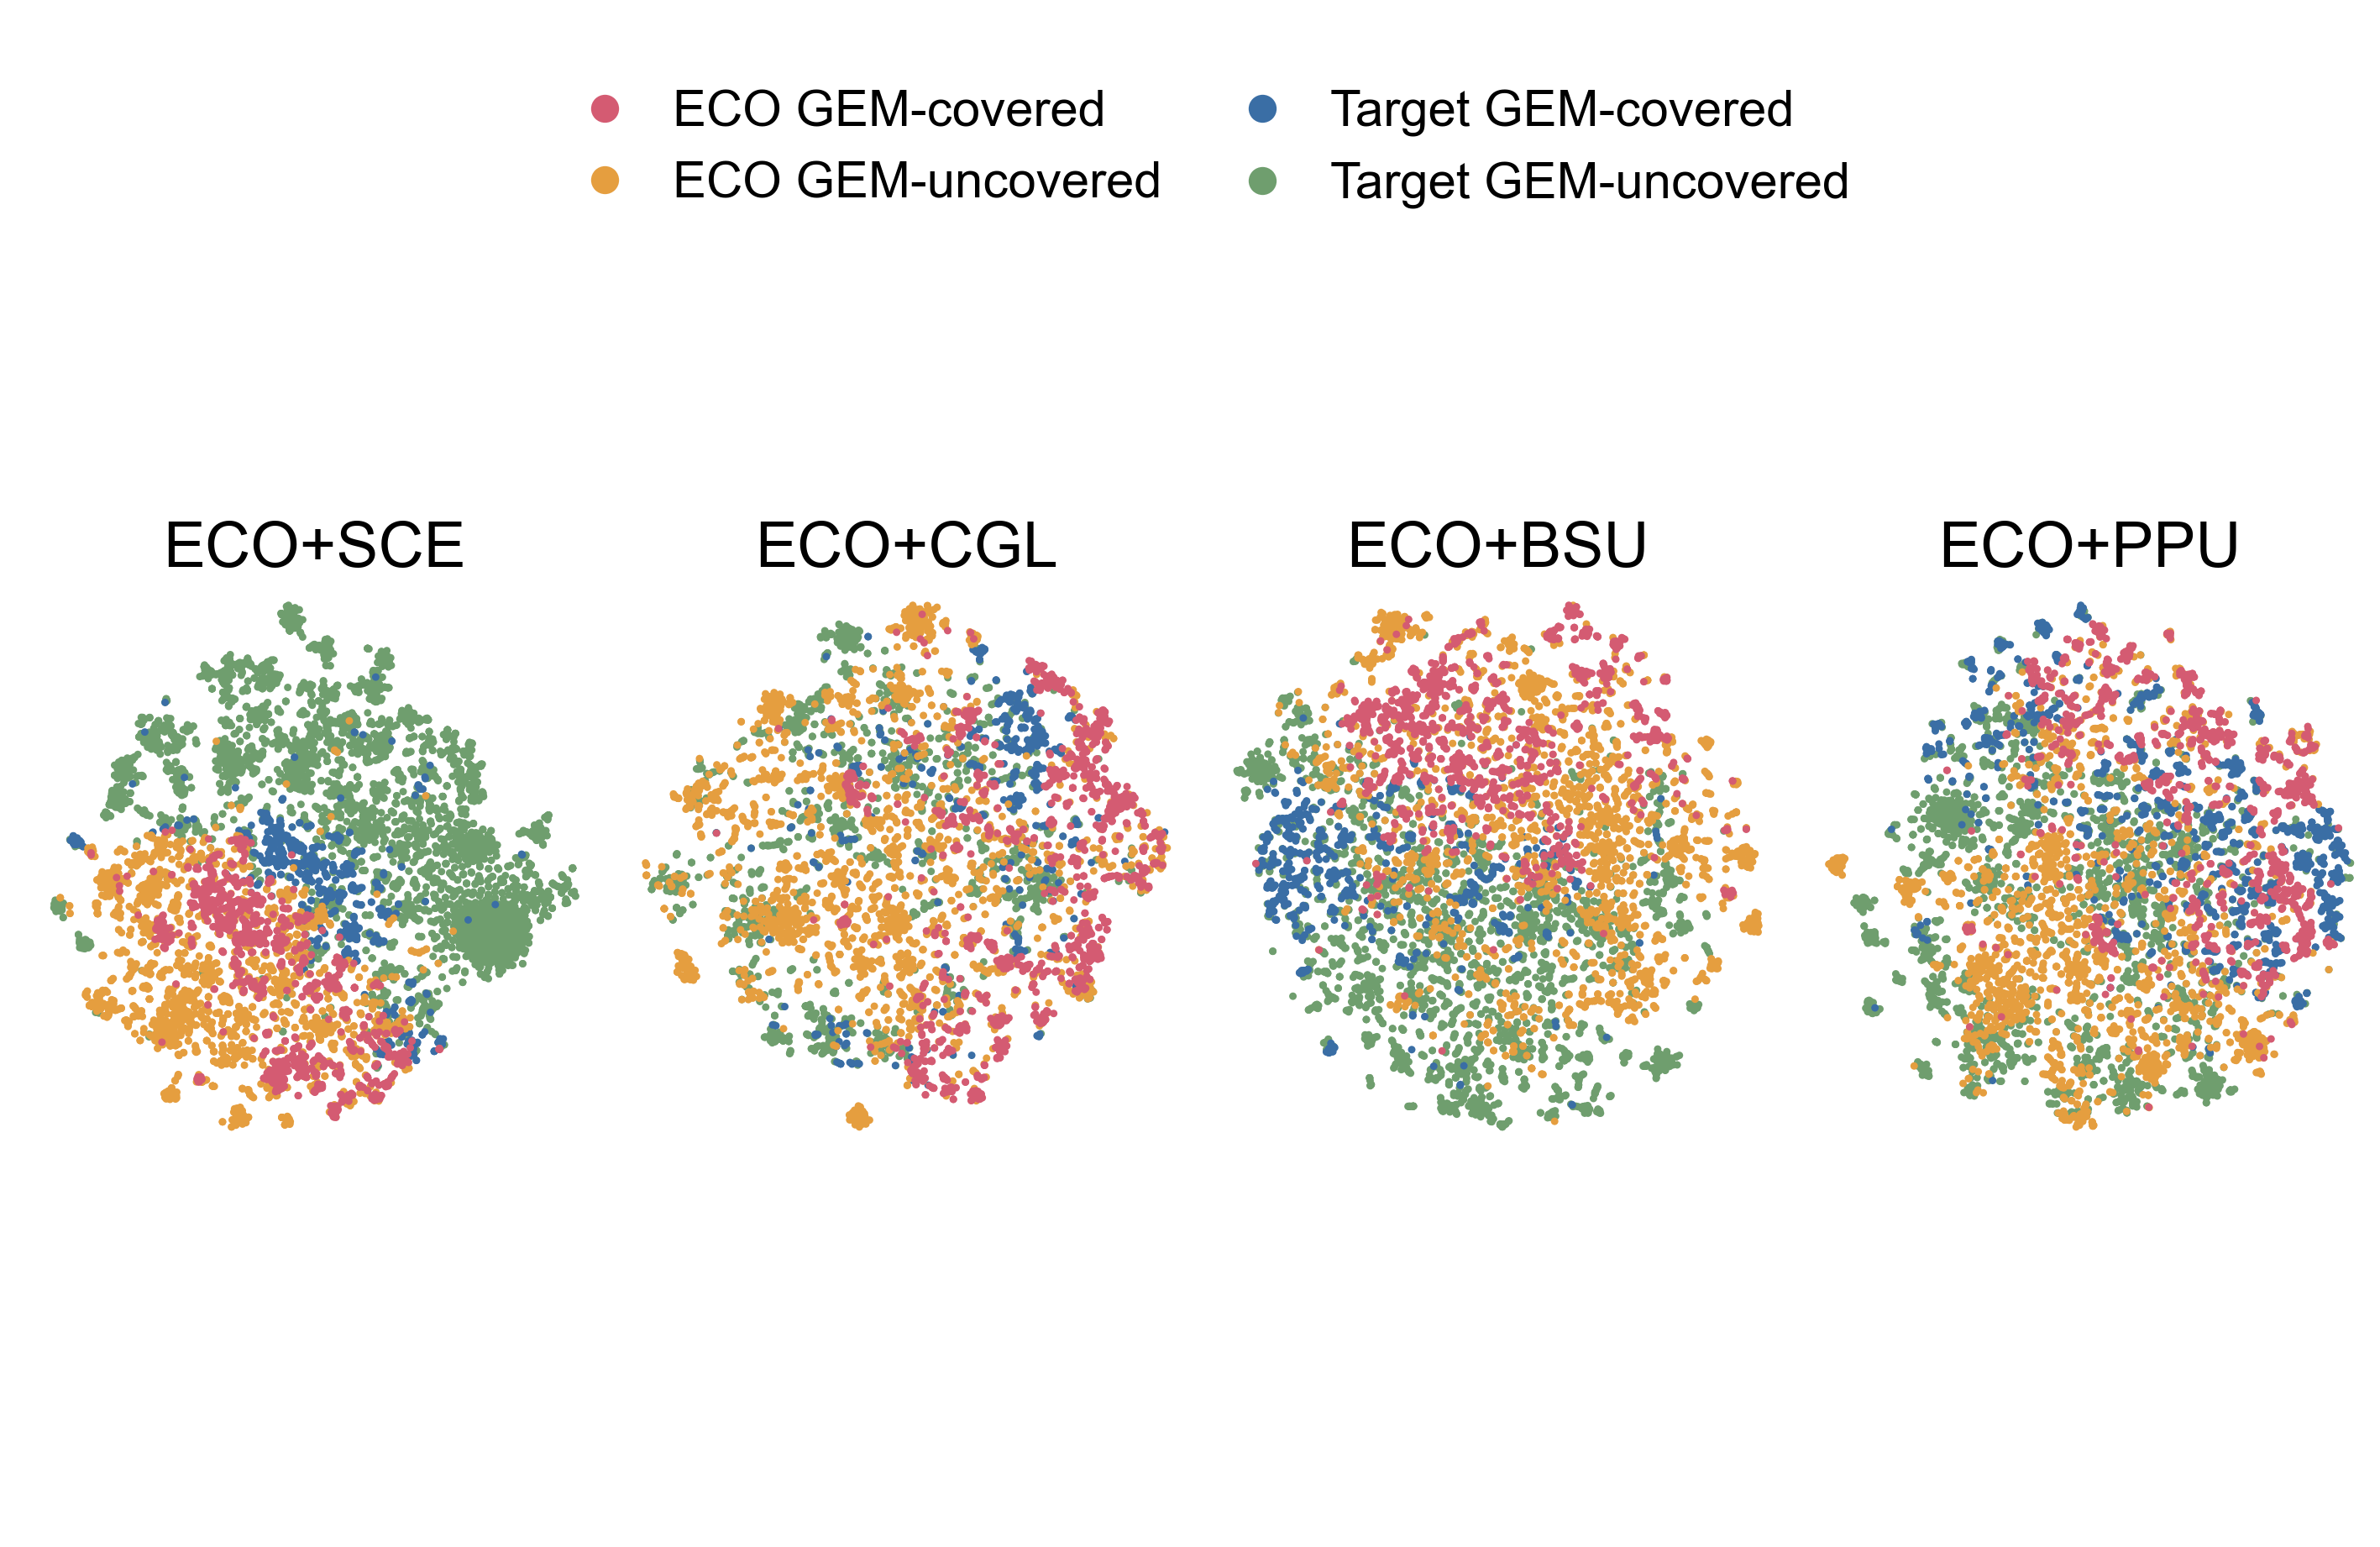 ECO GEM-covered
Target GEM-covered
ECO GEM-uncovered
Target GEM-uncovered
ECO+SCE
ECO+CGL
ECO+BSU
ECO+PPU